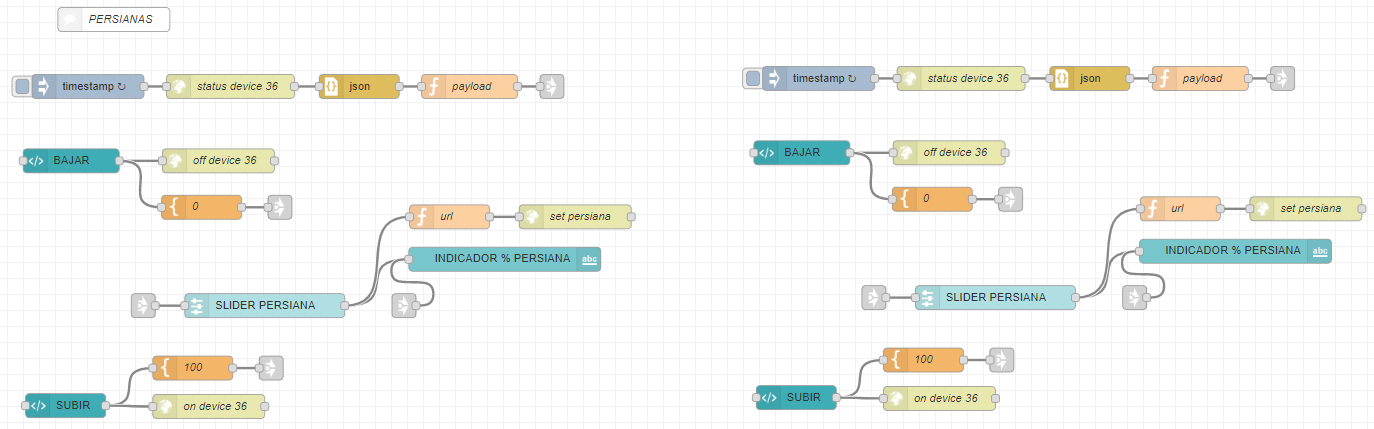 PERSIANAS
timestamp ↻
status device 36
json
payload
BAJAR
off device 36
0
url
set persiana
INDICADOR % PERSIANA
abc
SLIDER PERSIANA
100
SUBIR
on device 36
timestamp ↻
status device 36
json
payload
BAJAR
off device 36
0
url
set persiana
INDICADOR % PERSIANA
abc
SLIDER PERSIANA
100
SUBIR
on device 36